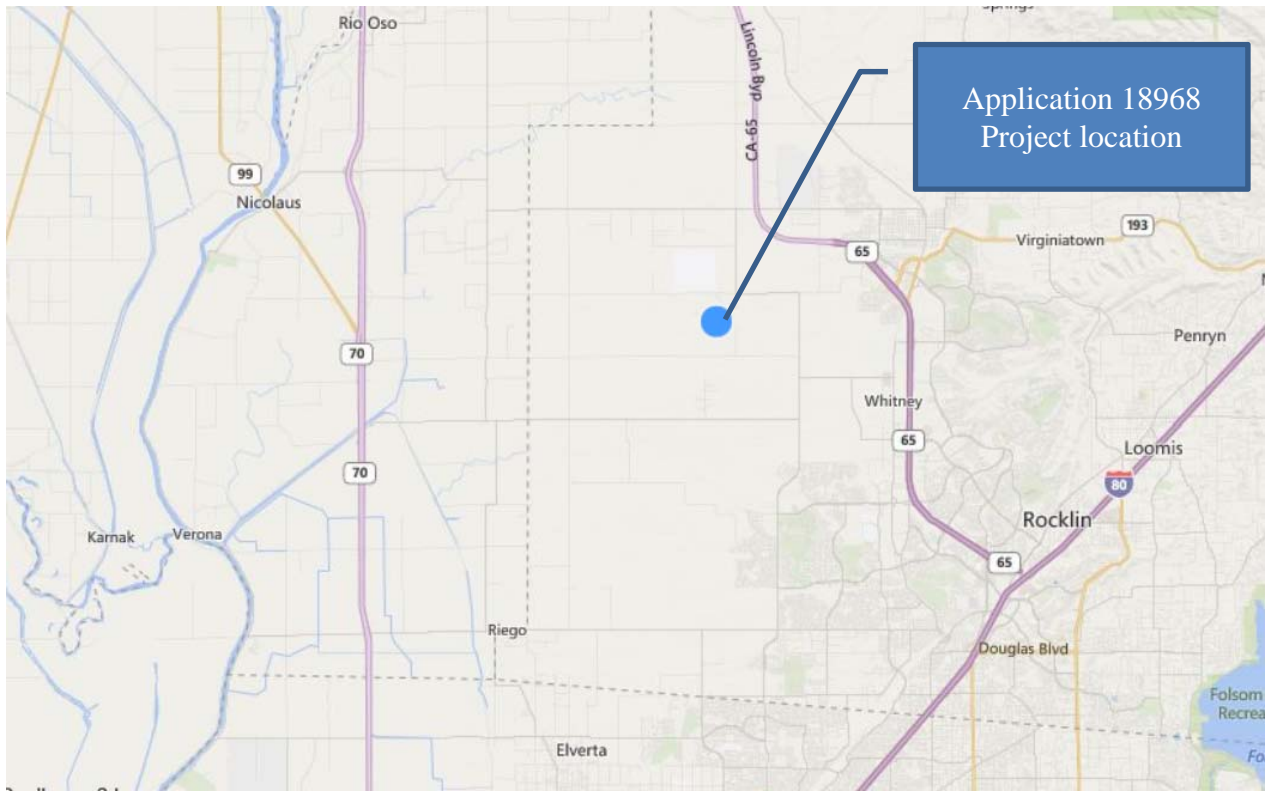 Rio Oso
Lincoln Byp
CA-65
Application 18968
Project location
99
Nicolaus
65
Virginiatown
193
70
Penryn
Whitney
65
Loomis
70
80
Rocklin
Karnak
Verona
65
Riego
Douglas Blvd
Folsom
Recrea
Elverta
Fo